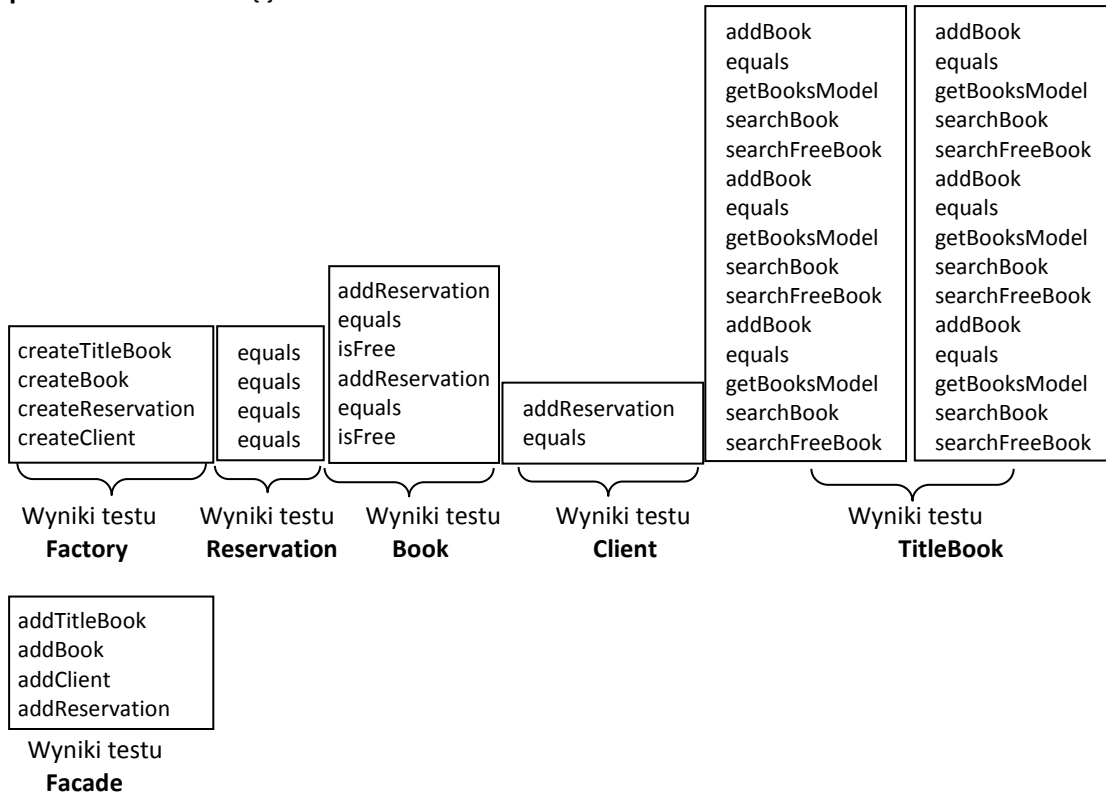 addBook
equals
getBooksModel
searchBook
searchFreeBook
addBook
equals
getBooksModel
searchBook
searchFreeBook
addBook
equals
getBooksModel
searchBook
searchFreeBook
addBook
equals
getBooksModel
searchBook
searchFreeBook
addBook
equals
getBooksModel
searchBook
searchFreeBook
addBook
equals
getBooksModel
searchBook
searchFreeBook
addReservation
equals
isFree
addReservation
equals
isFree
createTitleBook
createBook
createReservation
createClient
equals
equals
equals
equals
addReservation
equals
Wyniki testu
Factory
Wyniki testu
Reservation
Wyniki testu
Book
Wyniki testu
Client
Wyniki testu
TitleBook
addTitleBook
addBook
addClient
addReservation
Wyniki testu
Facade